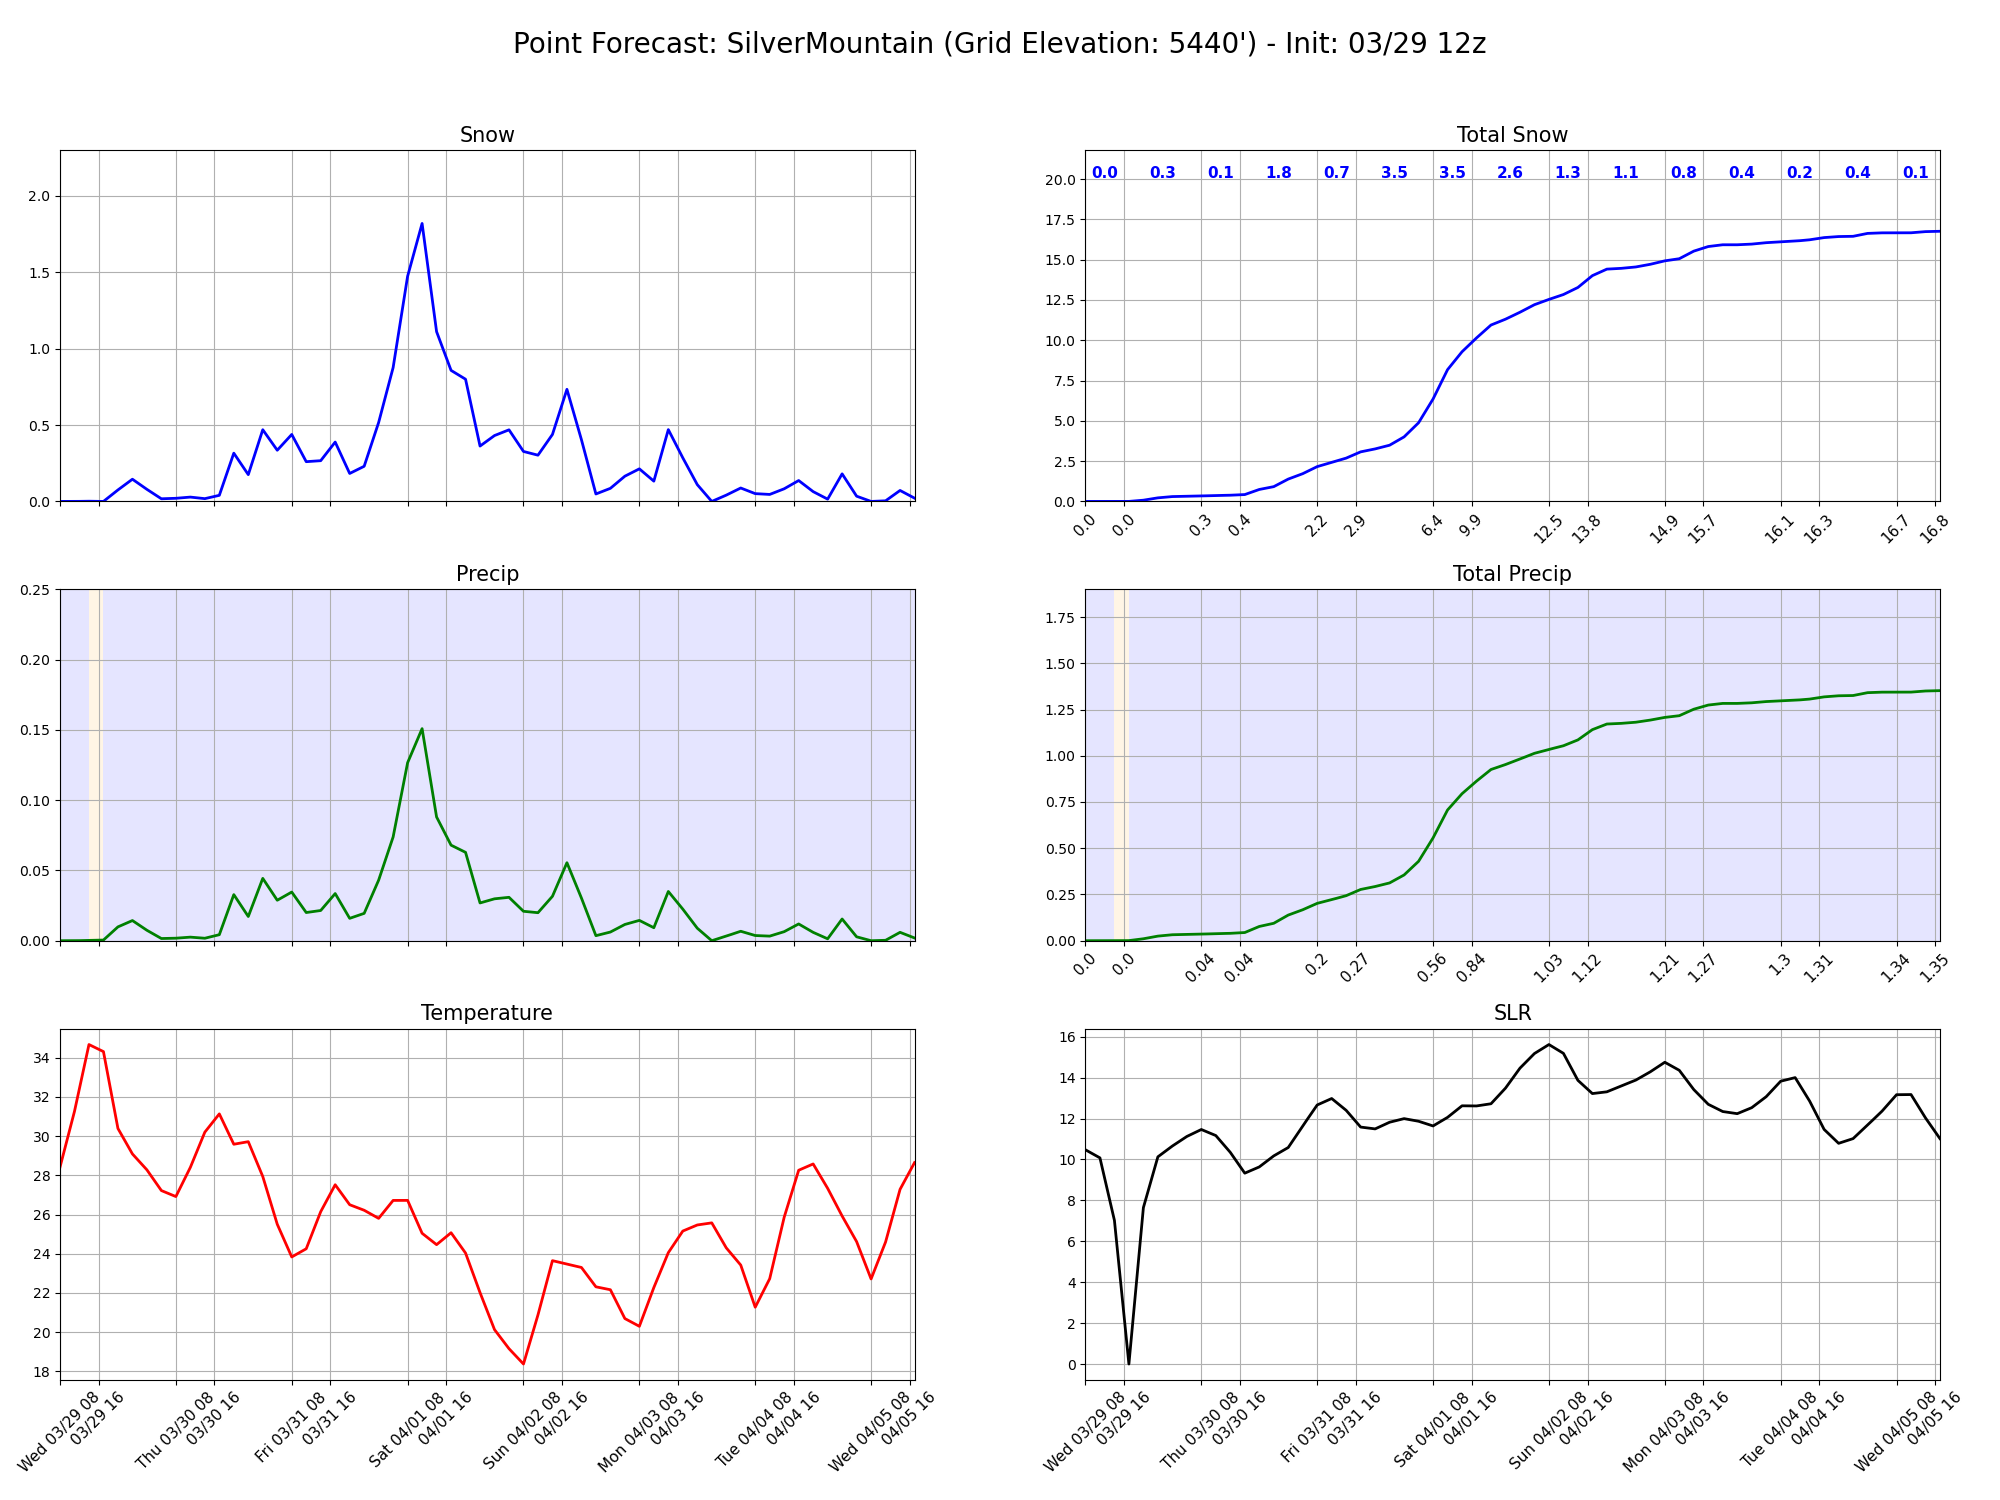 Point Forecast: SilverMountain (Grid Elevation: 5440') - Init: 03/29 12z
Snow
2.0
1.5
1.0
0.5
0.0
Total Snow
0.0 0.3 0.1 1.8 0.7 3.5 3.5 2.6 1.3 1.1 0.8 0.4 0.2 0.4 0.1
20.0
17.5
15.0
12.5
10.0
7.5
5.0
2.5
0.0
0.0 0.0 0.3 0.4 2.2 2.9 6.4 9.9 12.5 13.8 14.9 15.7 16.1 16.3 16.7 16.8
Precip
0.25
0.20
0.15
0.10
0.05
0.00
Total Precip
1.75
1.50
1.25
1.00
0.75
0.50
0.25
0.00
0.0 0.0 0.04 0.04 0.2 0.27 0.56 0.84 1.03 1.12 1.21 1.27 1.3 1.31 1.34 1.35
Temperature
34
32
30
28
26
24
22
20
18
Wed 03/29 08
03/29 16
Thu 03/30 08
03/30 16
Fri 03/31 08
03/31 16
Sat 04/01 08
04/01 16
Sun 04/02 08
04/02 16
Mon 04/03 08
04/03 16
Tue 04/04 08
04/04 16
Wed 04/05 08
04/05 16
SLR
16
14
12
10
8
6
4
2
0
Wed 03/29 08
03/29 16
Thu 03/30 08
03/30 16
Fri 03/31 08
03/31 16
Sat 04/01 08
04/01 16
Sun 04/02 08
04/02 16
Mon 04/03 08
04/03 16
Tue 04/04 08
04/04 16
Wed 04/05 08
04/05 16